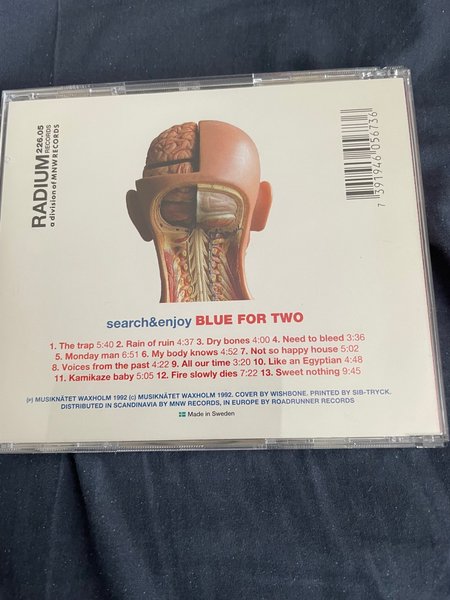 RADIUM 226.05
RECORDS
a division of MNW RECORDS
7 391946 056736
search&enjoy BLUE FOR TWO
1. The trap 5:40 2. Rain of ruin 4:37 3. Dry bones 4:00 4. Need to bleed 3:36
5. Monday man 6:51 6. My body knows 4:52 7. Not so happy house 5:02
8. Voices from the past 4:22 9. All our time 3:20 10. Like an Egyptian 4:48
11. Kamikaze baby 5:05 12. Fire slowly dies 7:22 13. Sweet nothing 9:45
(P) MUSIKNÄTET WAXHOLM 1992 (c) MUSIKNÄTET WAXHOLM 1992. COVER BY WISHBONE. PRINTED BY SIB-TRYCK.
DISTRIBUTED IN SCANDINAVIA BY MNW RECORDS, IN EUROPE BY ROADRUNNER RECORDS
Made in Sweden